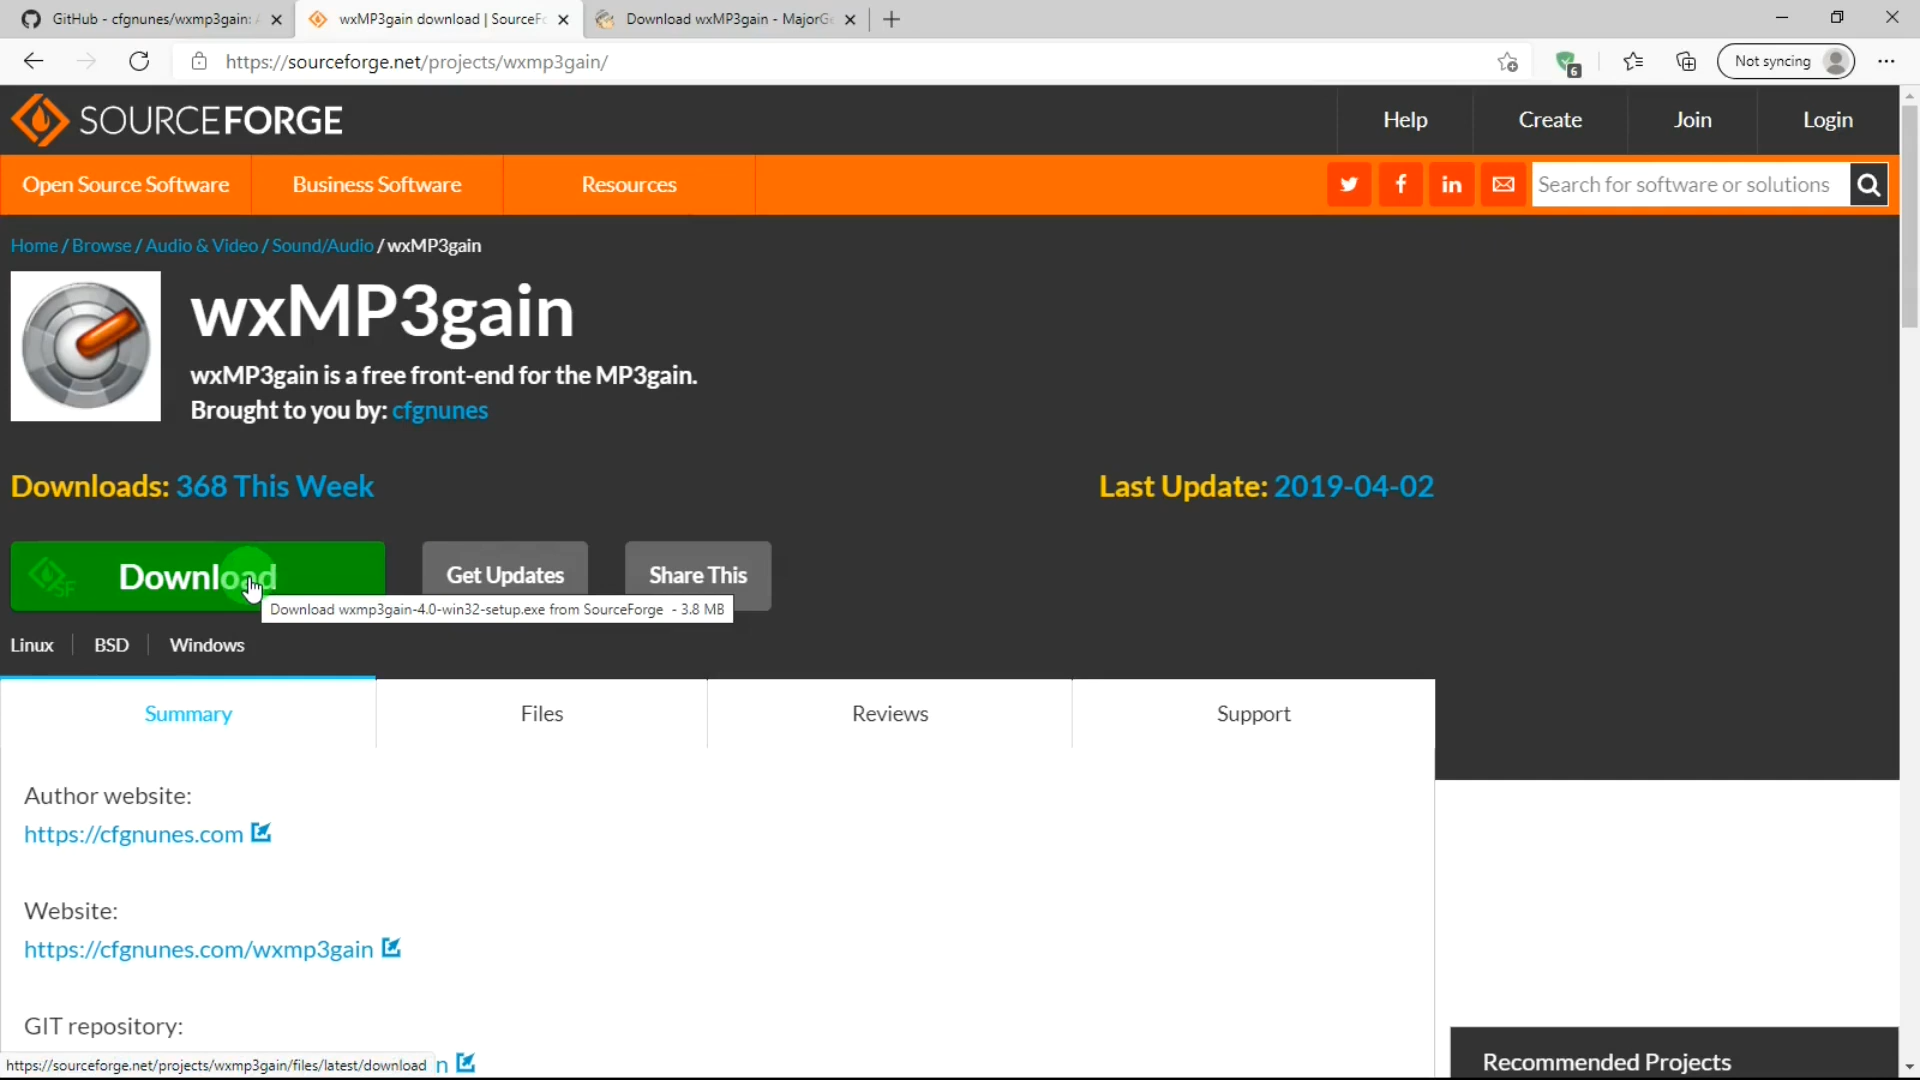 GitHub - cfgnunes/wxmp3gain:
wxMP3gain download | SourceF
Download wxMP3gain - MajorG
https://sourceforge.net/projects/wxmp3gain/
6
Not syncing
SOURCEFORGE
Help
Create
Join
Login
Open Source Software
Business Software
Resources
Search for software or solutions
Home / Browse / Audio & Video / Sound/Audio / wxMP3gain
wxMP3gain
wxMP3gain is a free front-end for the MP3gain.
Brought to you by: cfgnunes
Downloads: 368 This Week
Last Update: 2019-04-02
SF
Download
Get Updates
Share This
Download wxmp3gain-4.0-win32-setup.exe from SourceForge - 3.8 MB
Linux
BSD
Windows
Summary
Files
Reviews
Support
Author website:
https://cfgnunes.com
Website:
https://cfgnunes.com/wxmp3gain
GIT repository:
https://sourceforge.net/projects/wxmp3gain/files/latest/download
n
Recommended Projects